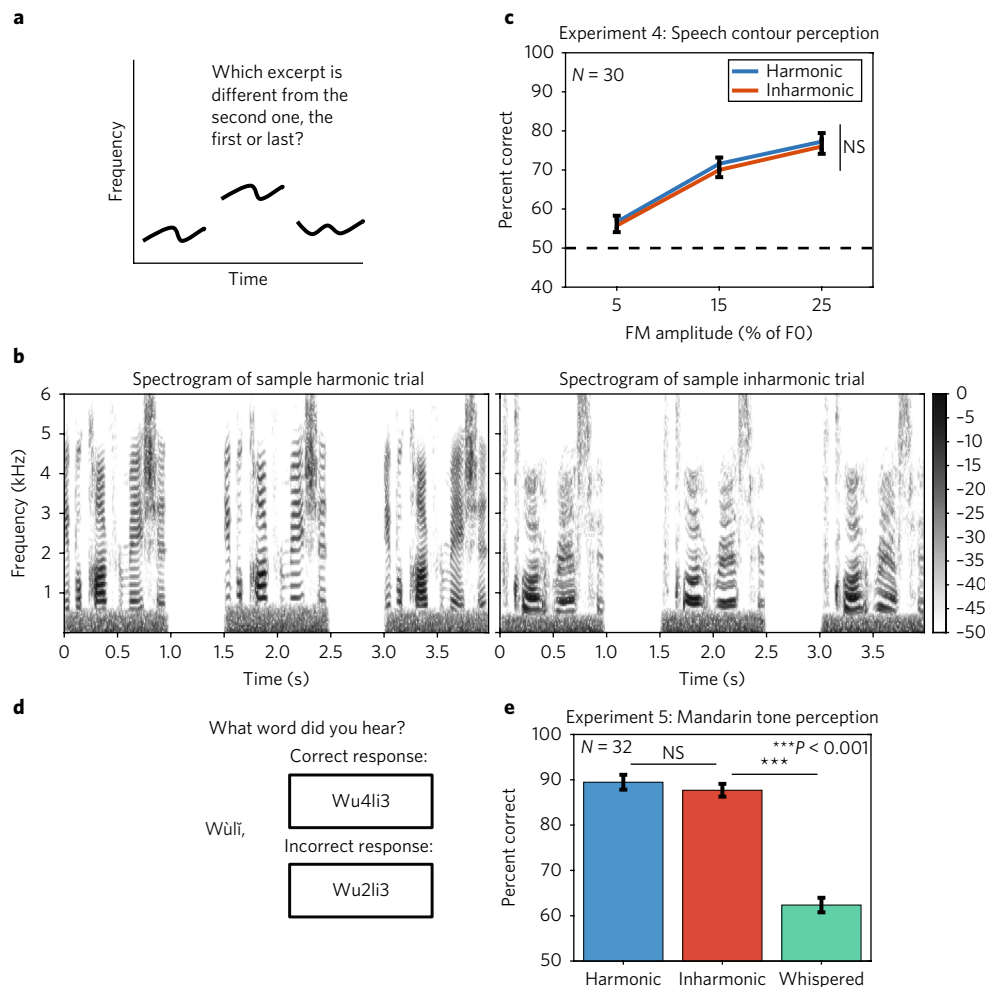 a
Which excerpt is
different from the
second one, the
first or last?
Frequency
Time
c
Experiment 4: Speech contour perception
N = 30
Harmonic
Inharmonic
NS
Percent correct
100
90
80
70
60
50
40
5 15 25
FM amplitude (% of F0)
b
Spectrogram of sample harmonic trial
Spectrogram of sample inharmonic trial
Frequency (kHz)
6
5
4
3
2
1
0 0.5 1.0 1.5 2.0 2.5 3.0 3.5
Time (s)
0 0.5 1.0 1.5 2.0 2.5 3.0 3.5
Time (s)
0
–5
–10
–15
–20
–25
–30
–35
–40
–45
–50
d
What word did you hear?
Correct response:
Wu4li3
Wùlĭ,
Incorrect response:
Wu2li3
e
Experiment 5: Mandarin tone perception
N = 32
NS
***P < 0.001
***
Percent correct
100
90
80
70
60
50
Harmonic Inharmonic Whispered